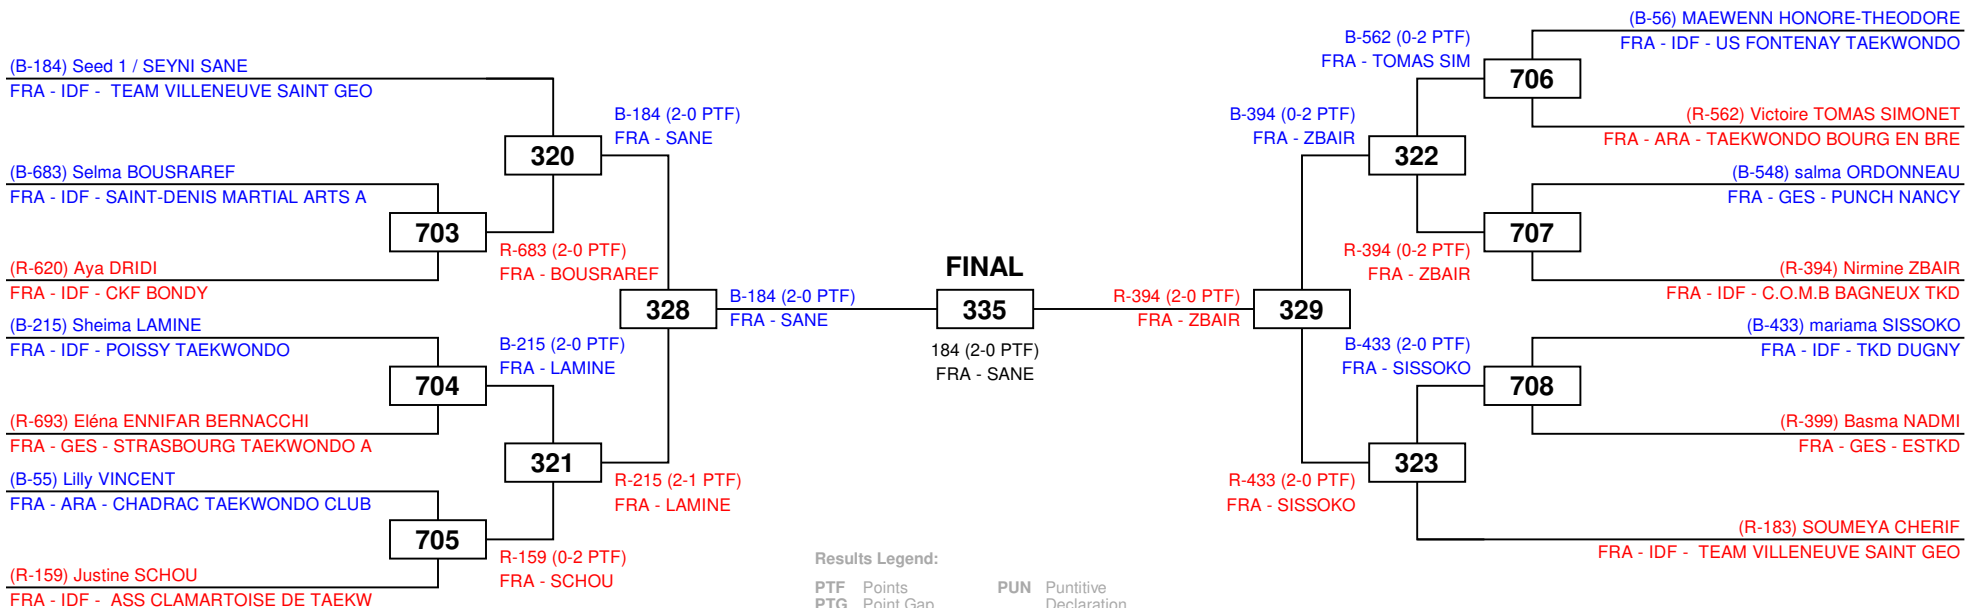 (B-184) Seed 1 / SEYNI SANE
FRA - IDF -  TEAM VILLENEUVE SAINT GEO
(B-683) Selma BOUSRAREF
FRA - IDF - SAINT-DENIS MARTIAL ARTS A
(R-620) Aya DRIDI
FRA - IDF - CKF BONDY
(B-215) Sheima LAMINE
FRA - IDF - POISSY TAEKWONDO
(R-693) Eléna ENNIFAR BERNACCHI
FRA - GES - STRASBOURG TAEKWONDO A
(B-55) Lilly VINCENT
FRA - ARA - CHADRAC TAEKWONDO CLUB
(R-159) Justine SCHOU
FRA - IDF -  ASS CLAMARTOISE DE TAEKW
703
704
705
R-683 (2-0 PTF)
FRA - BOUSRAREF
B-215 (2-0 PTF)
FRA - LAMINE
R-159 (0-2 PTF)
FRA - SCHOU
320
321
B-184 (2-0 PTF)
FRA - SANE
R-215 (2-1 PTF)
FRA - LAMINE
328
B-184 (2-0 PTF)
FRA - SANE
FINAL
335
184 (2-0 PTF)
FRA - SANE
R-394 (2-0 PTF)
FRA - ZBAIR
329
B-394 (0-2 PTF)
FRA - ZBAIR
R-433 (2-0 PTF)
FRA - SISSOKO
322
323
B-562 (0-2 PTF)
FRA - TOMAS SIM
R-394 (0-2 PTF)
FRA - ZBAIR
B-433 (2-0 PTF)
FRA - SISSOKO
706
707
708
(B-56) MAEWENN HONORE-THEODORE
FRA - IDF - US FONTENAY TAEKWONDO
(R-562) Victoire TOMAS SIMONET
FRA - ARA - TAEKWONDO BOURG EN BRE
(B-548) salma ORDONNEAU
FRA - GES - PUNCH NANCY
(R-394) Nirmine ZBAIR
FRA - IDF - C.O.M.B BAGNEUX TKD
(B-433) mariama SISSOKO
FRA - IDF - TKD DUGNY
(R-399) Basma NADMI
FRA - GES - ESTKD
(R-183) SOUMEYA CHERIF
FRA - IDF -  TEAM VILLENEUVE SAINT GEO
Results Legend:
PTF Points PUN Puntitive
PTG Point Gap Declaration